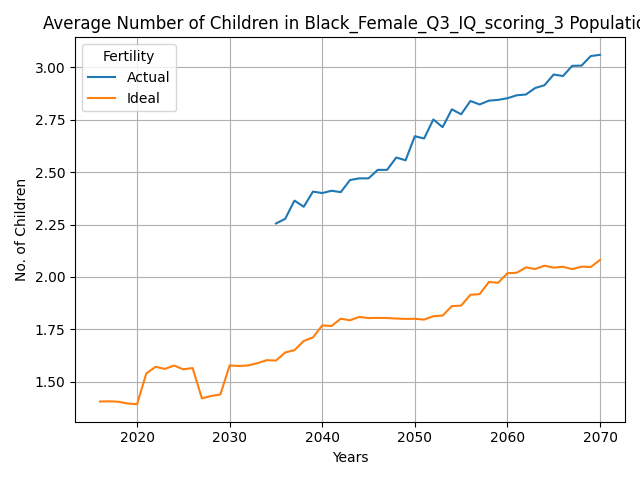 Average Number of Children in Black_Female_Q3_IQ_scoring_3 Populatio
Fertility
Actual
Ideal
No. of Children
3.00
2.75
2.50
2.25
2.00
1.75
1.50
2020 2030 2040 2050 2060 2070
Years